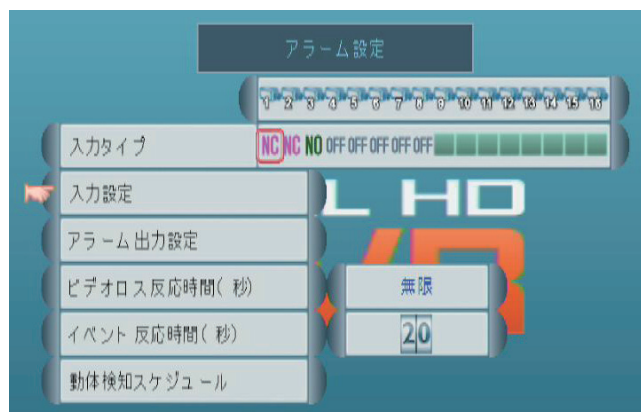 アラーム設定
1 2 3 4 5 6 7 8 9 10 11 12 13 14 15 16
入力タイプ NC NC NO OFF OFF OFF OFF OFF
入力設定
L HD
アラーム出力設定
ビデオロス反応時間(秒) 無限
イベント反応時間(秒) 20
動体検知スケジュール